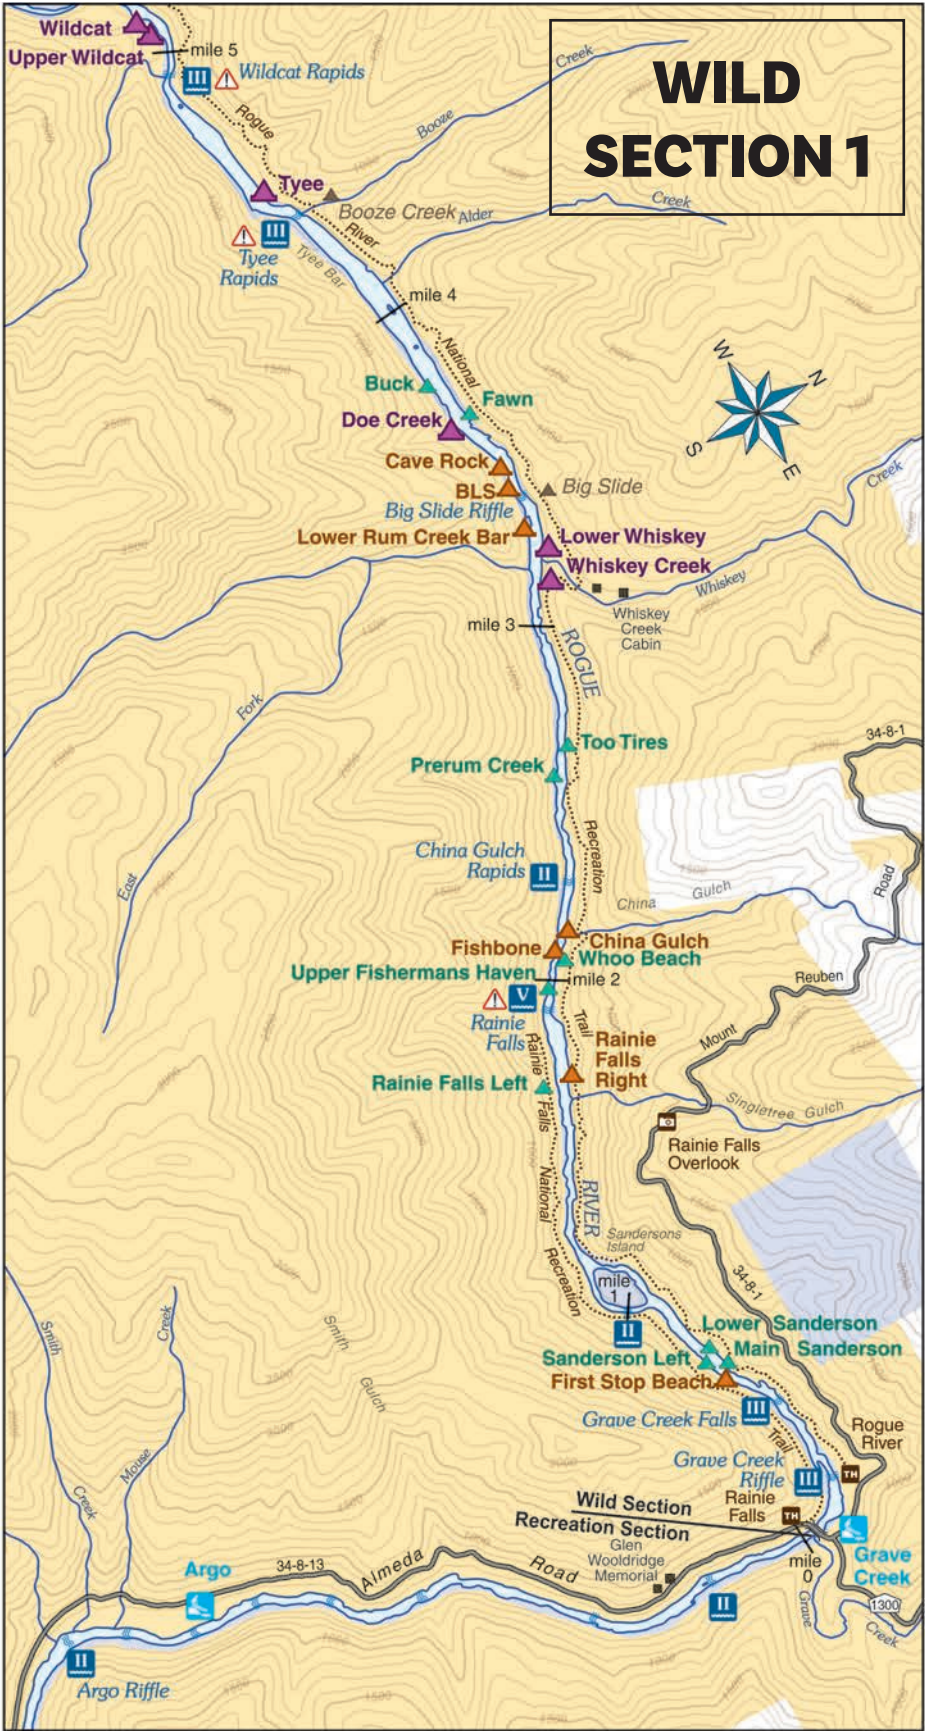 WILD
SECTION 1
Wildcat
Upper Wildcat
mile 5
III
Wildcat Rapids
Rogue
Booze
Creek
Tyee
Booze Creek
Alder
Creek
III
Tyee
Rapids
Tyee Bar
River
mile 4
National
Buck
Fawn
Doe Creek
W
N
S
E
Cave Rock
BLS
Big Slide
Big Slide Riffle
Lower Rum Creek Bar
Lower Whiskey
Whiskey Creek
Creek
Whiskey
Whiskey
Creek
Cabin
mile 3
ROGUE
Fork
East
34-8-1
Too Tires
Prerum Creek
Recreation
China Gulch
Rapids
II
China
Gulch
Road
China Gulch
Fishbone
Whoo Beach
Upper Fishermans Haven
mile 2
Reuben
V
Rainie
Falls
Trail
Mount
Rainie
Falls
Right
Rainie Falls Left
Rainie
Falls
National
Recreation
Singletree Gulch
Rainie Falls
Overlook
RIVER
Sandersons
Island
34-8-1
mile
1
II
Lower Sanderson
Main Sanderson
Sanderson Left
First Stop Beach
Smith
Creek
Creek
Mouse
Smith
Gulch
III
Grave Creek Falls
Trail
Rogue
River
TH
Grave Creek
Riffle
III
Rainie
Falls
TH
Wild Section
Recreation Section
Glen
Wooldridge
Memorial
mile
0
Grave
Creek
1300
Grave
Creek
Argo
34-8-13
Almeda
Road
II
II
Argo Riffle